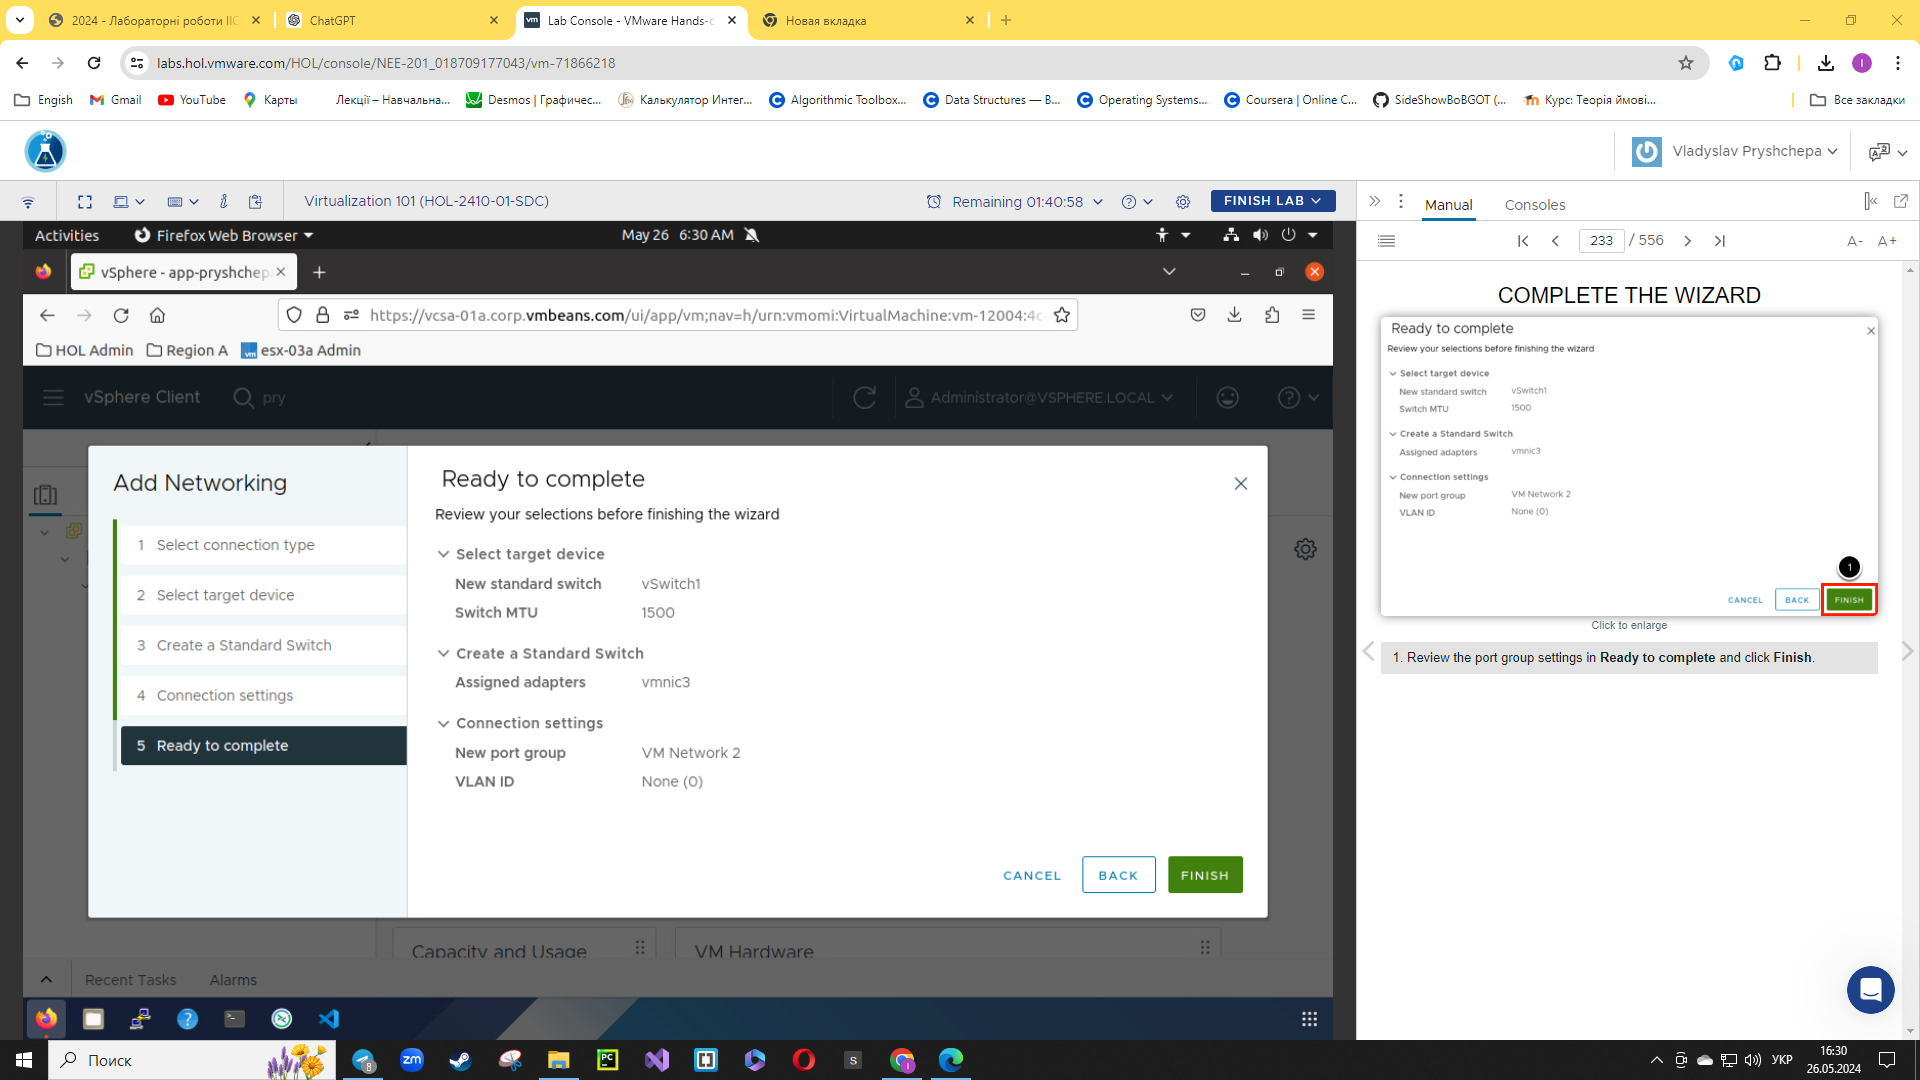 2024 - Лабораторні роботи ІІС
ChatGPT
Lab Console - VMware Hands-o
Новая вкладка
labs.hol.vmware.com/HOL/console/NEE-201_018709177043/vm-71866218
Engish
Gmail
YouTube
Карты
Лекції – Навчальна...
Desmos | Графичес...
Калькулятор Интег...
Algorithmic Toolbox...
Data Structures — В...
Operating Systems...
Coursera | Online C...
SideShowBoBGOT (...
Курс: Теорія ймові...
Все закладки
Vladyslav Pryshchepa
Virtualization 101 (HOL-2410-01-SDC)
Remaining 01:40:58
FINISH LAB
Manual
Consoles
Activities
Firefox Web Browser
May 26 6:30 AM
233 / 556
A-
A+
vSphere - app-pryshchep
https://vcsa-01a.corp.vmbeans.com/ui/app/vm;nav=h/urn:vmomi:VirtualMachine:vm-12004:4c
HOL Admin
Region A
esx-03a Admin
vSphere Client
pry
Administrator@VSPHERE.LOCAL
Add Networking
1 Select connection type
2 Select target device
3 Create a Standard Switch
4 Connection settings
5 Ready to complete
Ready to complete
Review your selections before finishing the wizard
Select target device
New standard switch vSwitch1
Switch MTU 1500
Create a Standard Switch
Assigned adapters vmnic3
Connection settings
New port group VM Network 2
VLAN ID None (0)
CANCEL
BACK
FINISH
Capacity and Usage
VM Hardware
Recent Tasks
Alarms
COMPLETE THE WIZARD
Ready to complete
Review your selections before finishing the wizard
Select target device
New standard switch vSwitch1
Switch MTU 1500
Create a Standard Switch
Assigned adapters vmnic3
Connection settings
New port group VM Network 2
VLAN ID None (0)
1
CANCEL
BACK
FINISH
Click to enlarge
1. Review the port group settings in Ready to complete and click Finish.
Поиск
УКР
16:30
26.05.2024